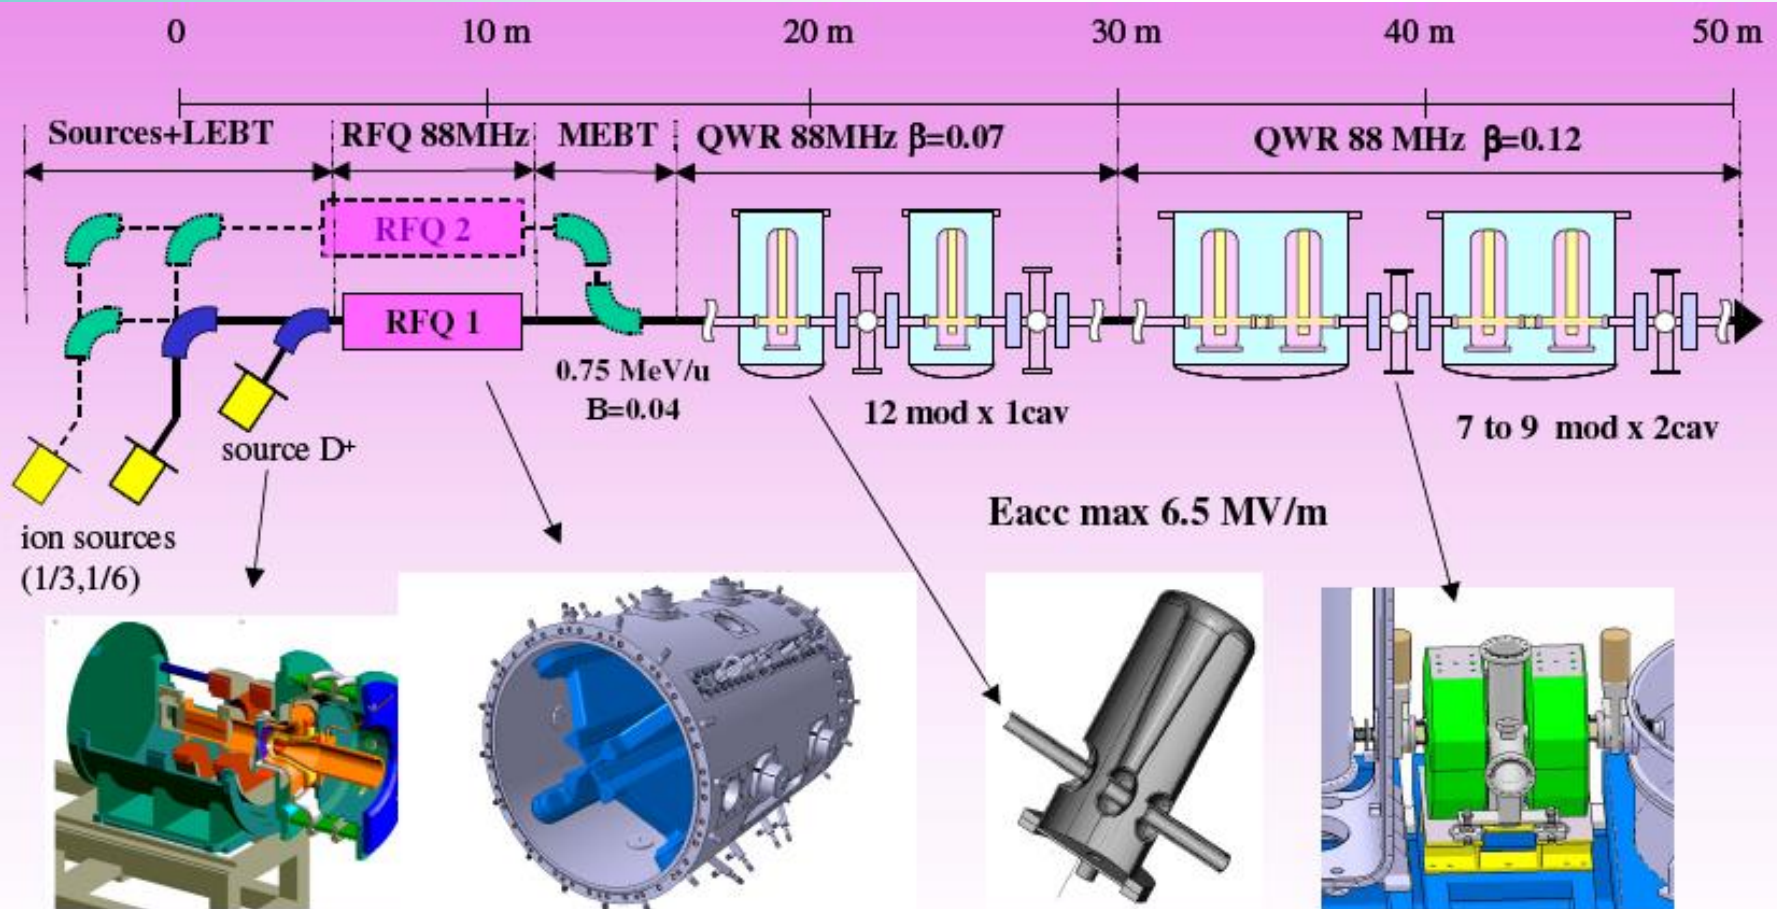 0 10 m 20 m 30 m 40 m 50 m
Sources+LEBT RFQ 88MHz MEBT QWR 88MHz β=0.07 QWR 88 MHz β=0.12
RFQ 2
RFQ 1
0.75 MeV/u
B=0.04
12 mod x 1cav
7 to 9 mod x 2cav
source D+
Eacc max 6.5 MV/m
ion sources
(1/3,1/6)